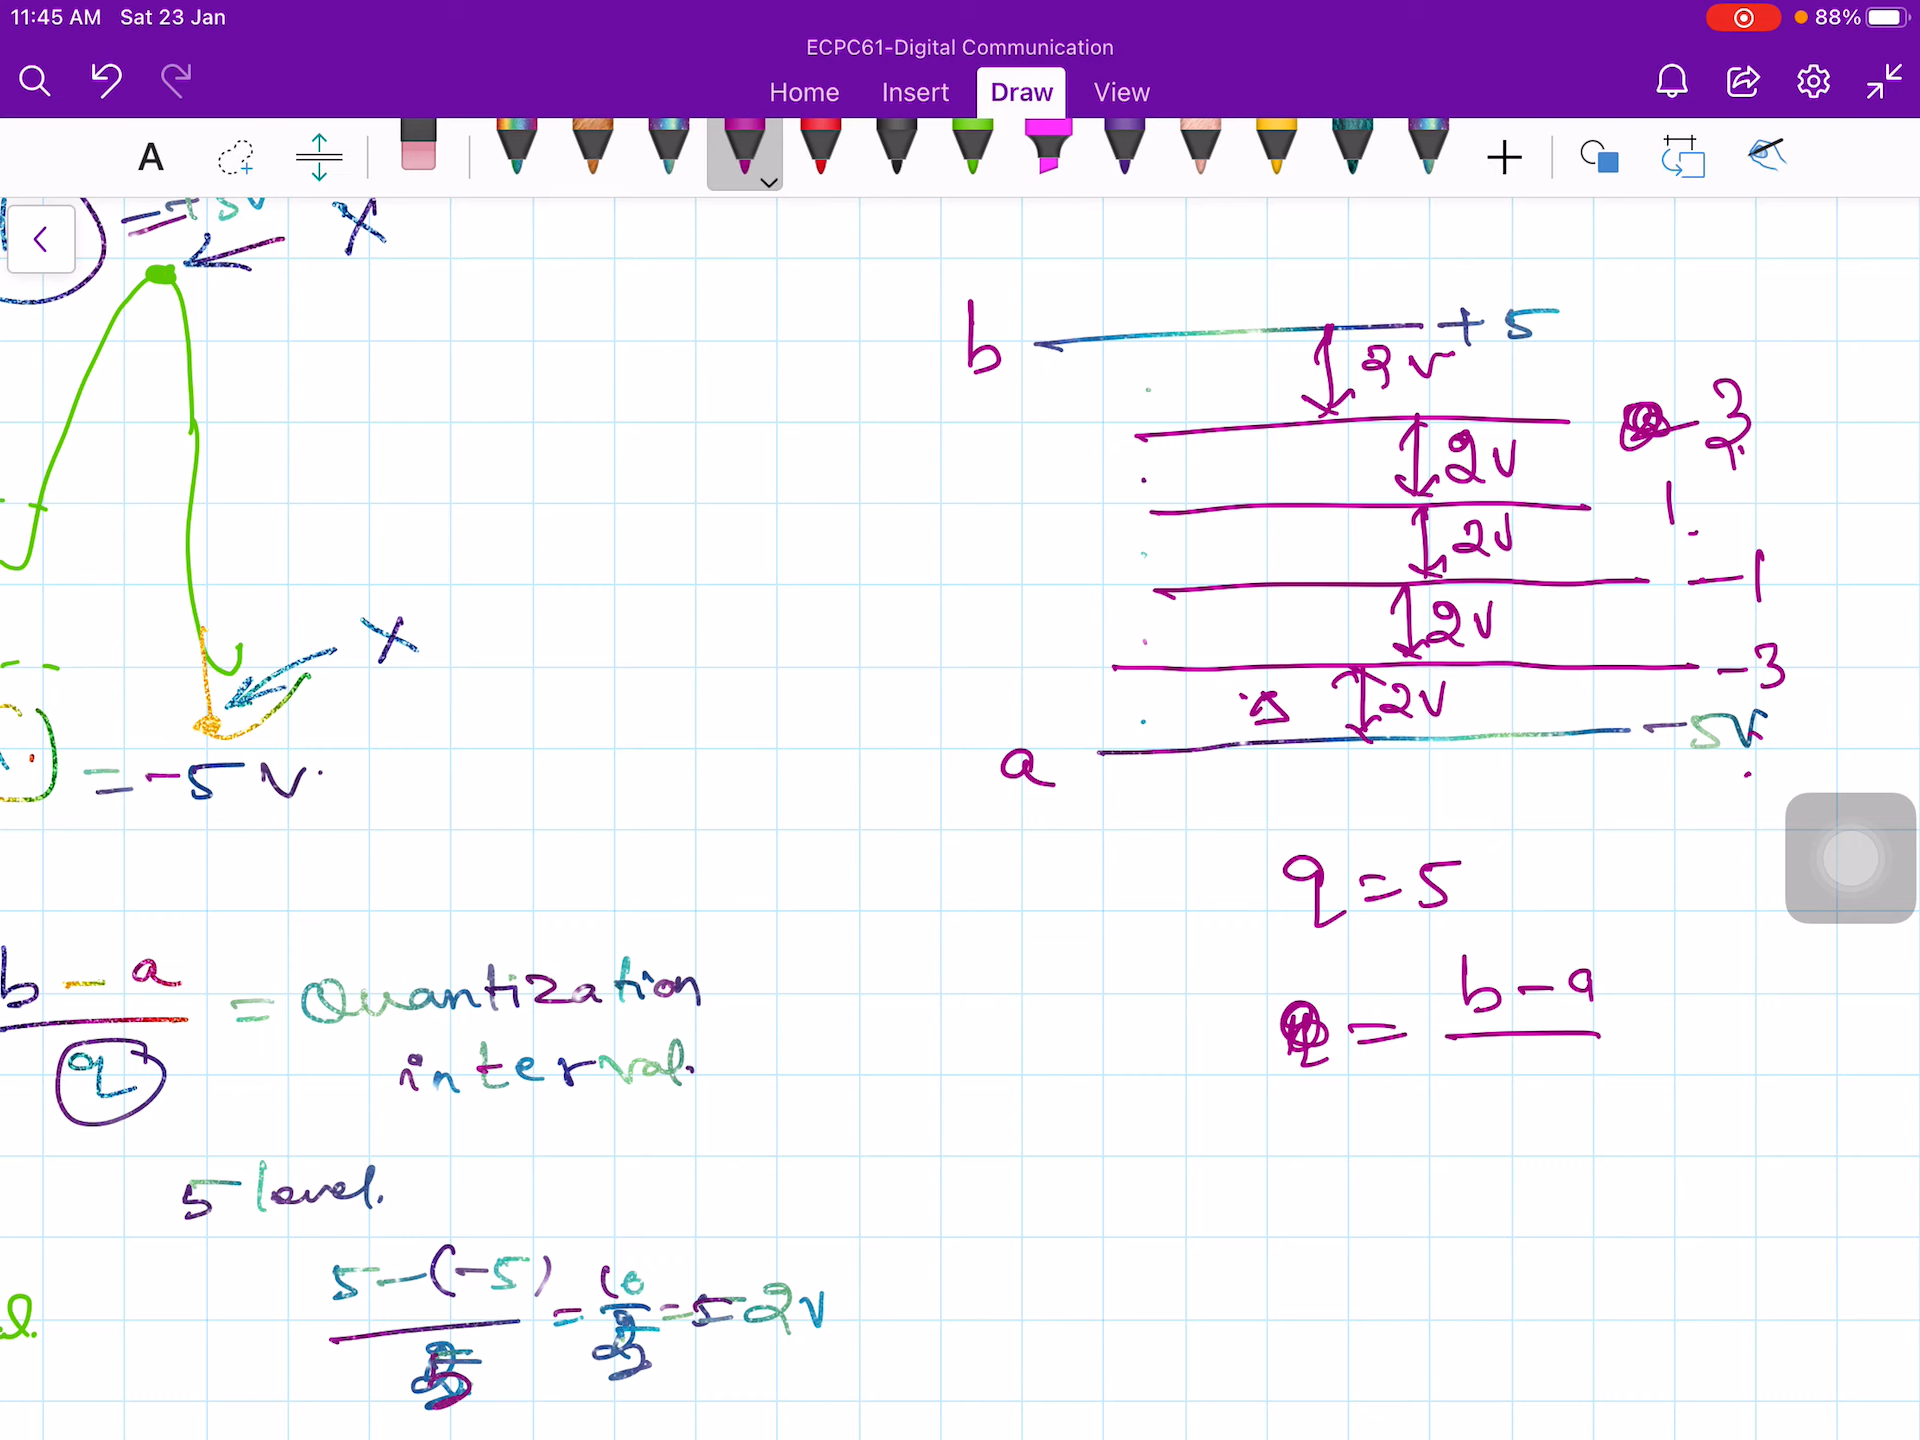 11:45 AM Sat 23 Jan
88%
ECPC61-Digital Communication
Home Insert Draw View
A
X
b
+5
2v
3
2v
1
2v
-1
2v
-3
2v
-5v
a
X
= -5 v.
q = 5
b - a
= Quantization
interval.
q
= b - a
5 level.
5-(-5)
= 10
= 2v
5